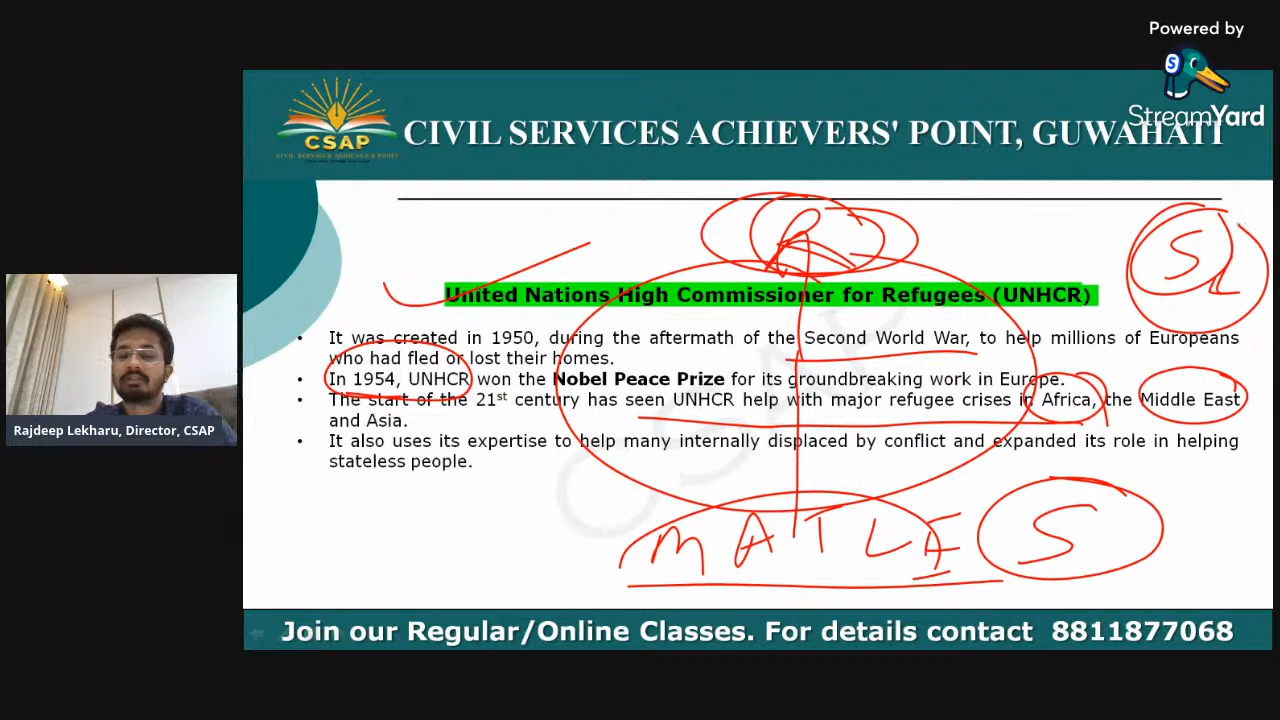 Powered by
StreamYard
CSAP
CIVIL SERVICES ACHIEVERS' POINT, GUWAHATI
United Nations High Commissioner for Refugees (UNHCR)
• It was created in 1950, during the aftermath of the Second World War, to help millions of Europeans
who had fled or lost their homes.
• In 1954, UNHCR won the Nobel Peace Prize for its groundbreaking work in Europe.
• The start of the 21st century has seen UNHCR help with major refugee crises in Africa, the Middle East
and Asia.
• It also uses its expertise to help many internally displaced by conflict and expanded its role in helping
stateless people.
CSAP
Rajdeep Lekharu, Director, CSAP
Join our Regular/Online Classes. For details contact 8811877068